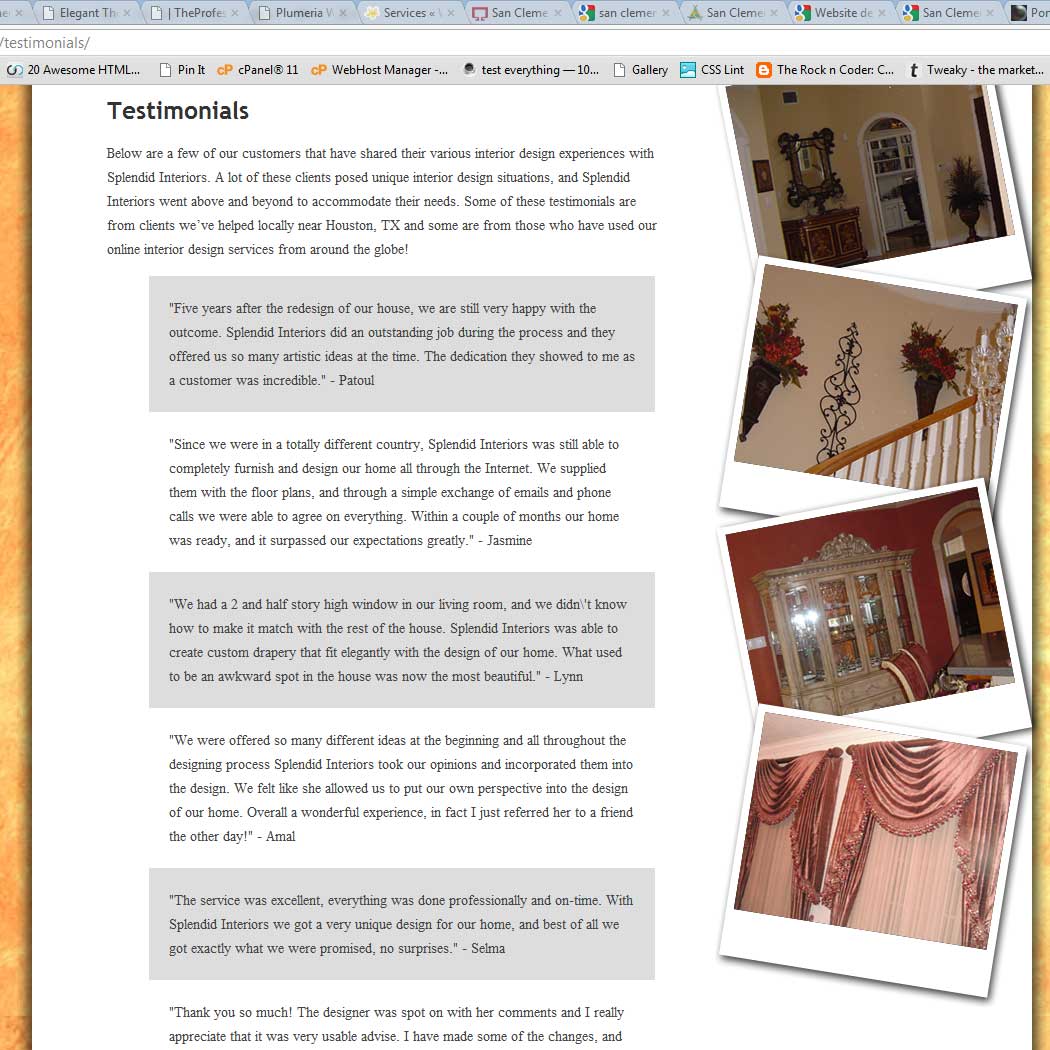 Elegant Th
| TheProfes
Plumeria W
Services « \
San Cleme
san clemer
San Cleme
Website de
San Cleme
Por
/testimonials/
20 Awesome HTML...
Pin It
cPanel® 11
WebHost Manager -...
test everything — 10...
Gallery
CSS Lint
The Rock n Coder: C...
Tweaky - the market...
Testimonials
Below are a few of our customers that have shared their various interior design experiences with
Splendid Interiors. A lot of these clients posed unique interior design situations, and Splendid
Interiors went above and beyond to accommodate their needs. Some of these testimonials are
from clients we’ve helped locally near Houston, TX and some are from those who have used our
online interior design services from around the globe!
"Five years after the redesign of our house, we are still very happy with the
outcome. Splendid Interiors did an outstanding job during the process and they
offered us so many artistic ideas at the time. The dedication they showed to me as
a customer was incredible." - Patoul
"Since we were in a totally different country, Splendid Interiors was still able to
completely furnish and design our home all through the Internet. We supplied
them with the floor plans, and through a simple exchange of emails and phone
calls we were able to agree on everything. Within a couple of months our home
was ready, and it surpassed our expectations greatly." - Jasmine
"We had a 2 and half story high window in our living room, and we didn\'t know
how to make it match with the rest of the house. Splendid Interiors was able to
create custom drapery that fit elegantly with the design of our home. What used
to be an awkward spot in the house was now the most beautiful." - Lynn
"We were offered so many different ideas at the beginning and all throughout the
designing process Splendid Interiors took our opinions and incorporated them into
the design. We felt like she allowed us to put our own perspective into the design
of our home. Overall a wonderful experience, in fact I just referred her to a friend
the other day!" - Amal
"The service was excellent, everything was done professionally and on-time. With
Splendid Interiors we got a very unique design for our home, and best of all we
got exactly what we were promised, no surprises." - Selma
"Thank you so much! The designer was spot on with her comments and I really
appreciate that it was very usable advise. I have made some of the changes, and